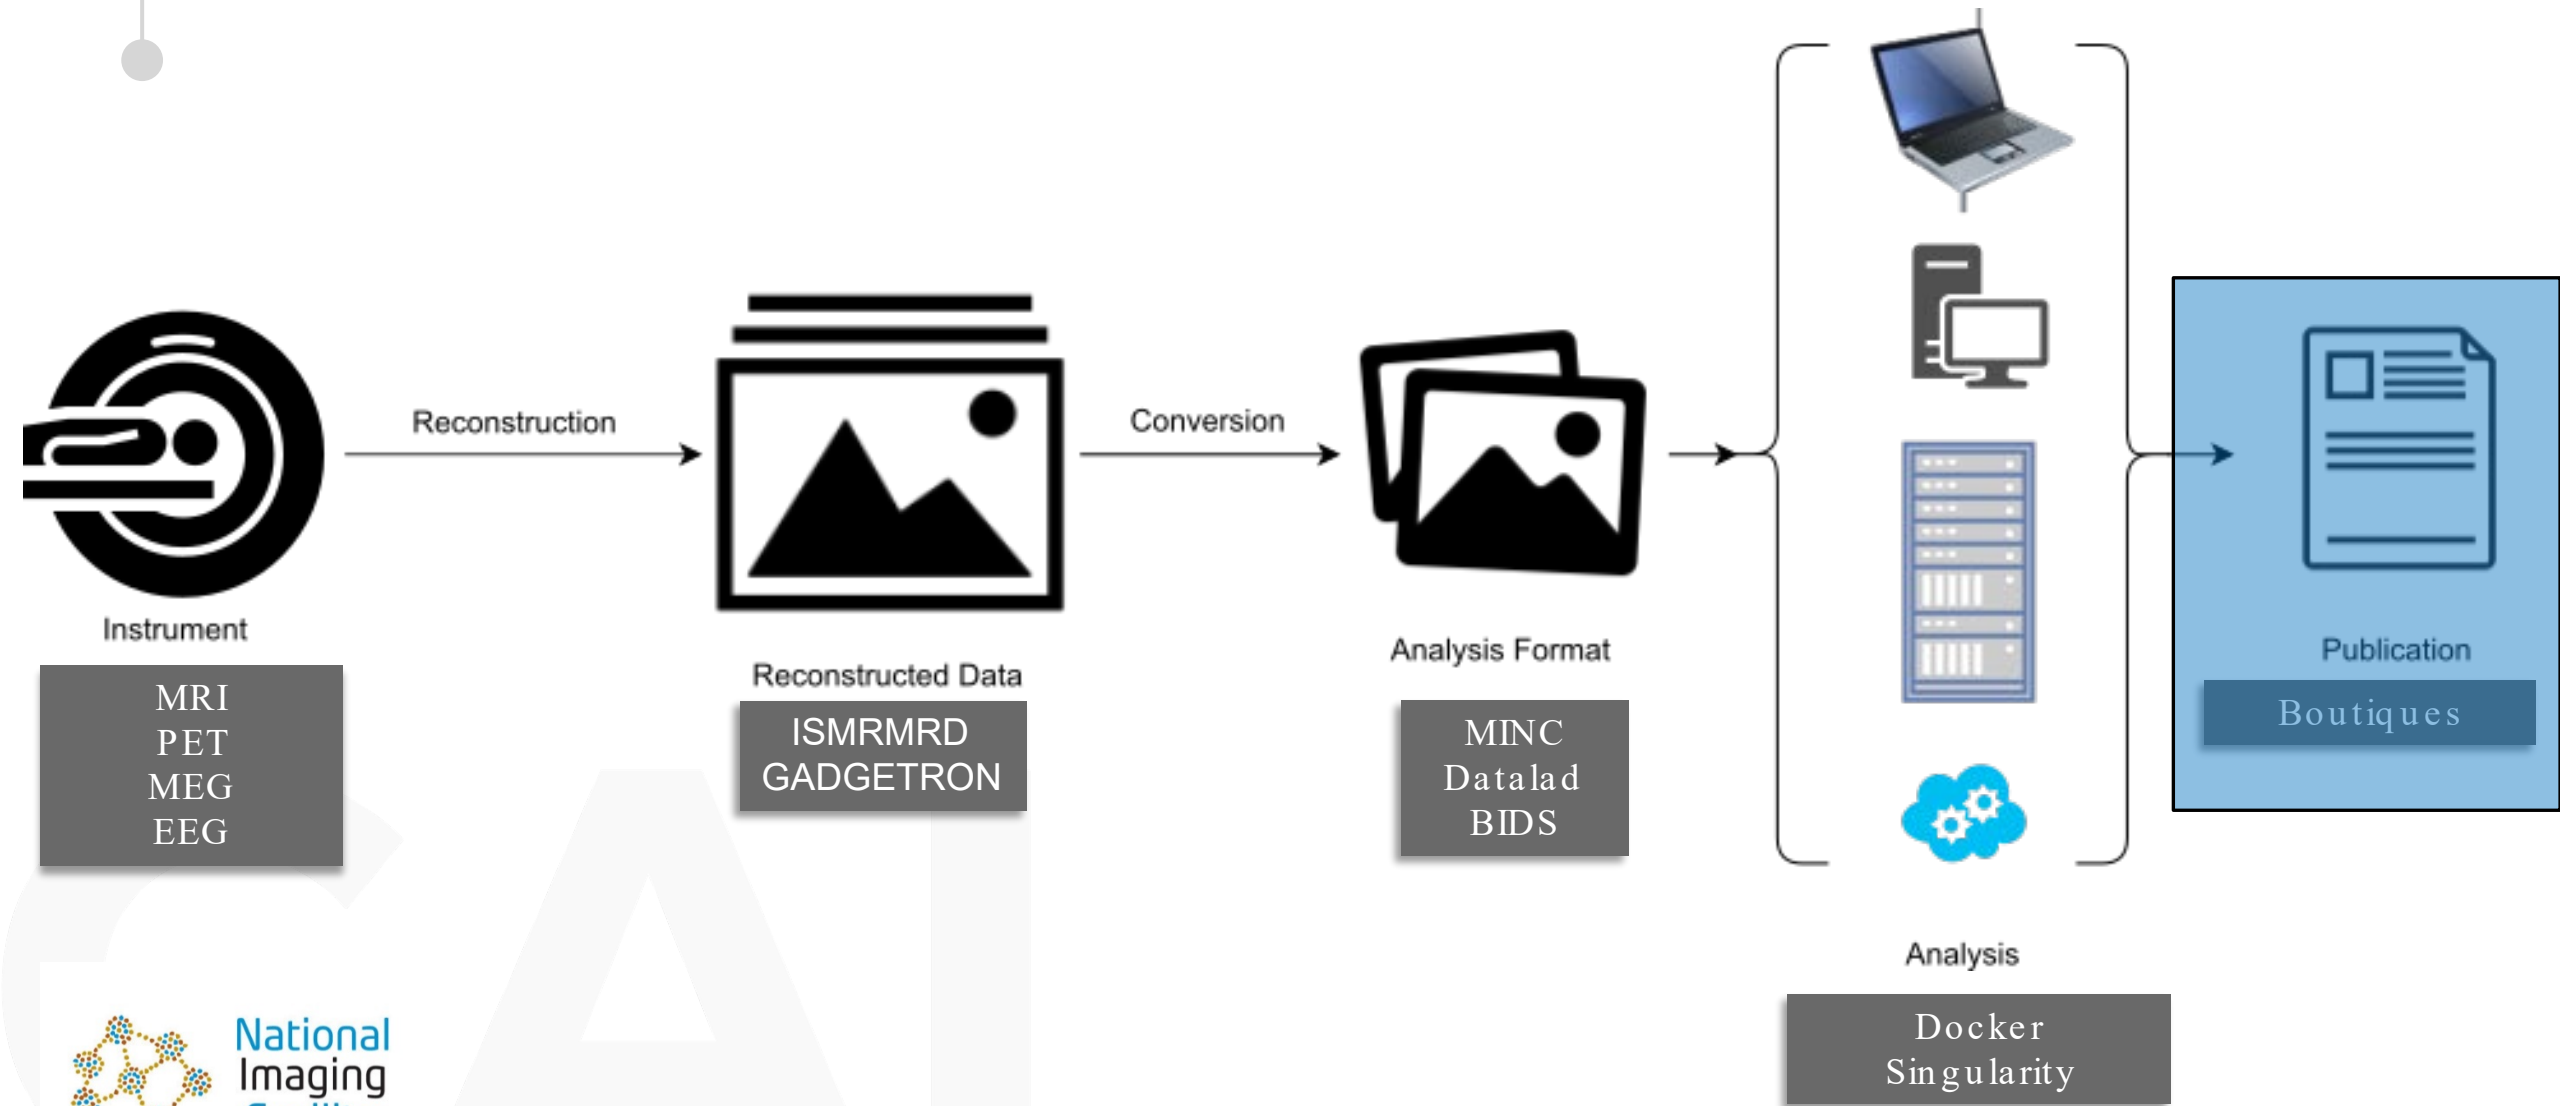 Reconstruction
Conversion
Instrument
MRI
PET
MEG
EEG
Reconstructed Data
ISMRMRD
GADGETRON
Analysis Format
MINC
Datalad
BIDS
Analysis
Docker
Singularity
Publication
Boutiques
National
Imaging
CAI